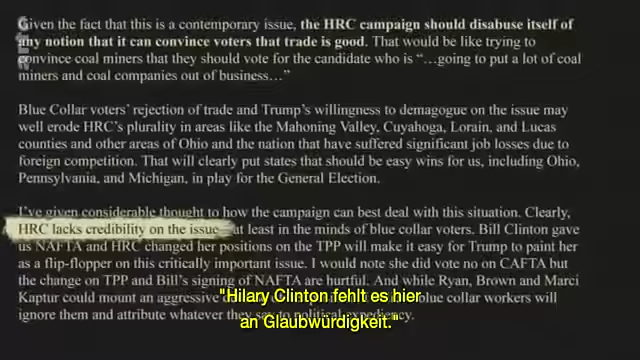 Given the fact that this is a contemporary issue, the HRC campaign should disabuse itself of
any notion that it can convince voters that trade is good. That would be like trying to
convince coal miners that they should vote for the candidate who is “…going to put a lot of coal
miners and coal companies out of business…”
Blue Collar voters’ rejection of trade and Trump’s willingness to demagogue on the issue may
well erode HRC’s plurality in areas like the Mahoning Valley, Cuyahoga, Lorain, and Lucas
counties and other areas of Ohio and the nation that have suffered significant job losses due to
foreign competition. That will clearly put states that should be easy wins for us, including Ohio,
Pennsylvania, and Michigan, in play for the General Election.
I’ve given considerable thought to how the campaign can best deal with this situation. Clearly,
HRC lacks credibility on the issue at least in the minds of blue collar voters. Bill Clinton gave
us NAFTA and HRC changed her positions on the TPP will make it easy for Trump to paint her
as a flip-flopper on this critically important issue. I would note she did vote no on CAFTA but
the change on TPP and Bill’s signing of NAFTA are hurtful. And while Ryan, Brown and Marci
Kaptur could mount an aggressive blue collar workers will
ignore them and attribute whatever they say to political expediency.
"Hilary Clinton fehlt es hier
an Glaubwürdigkeit."